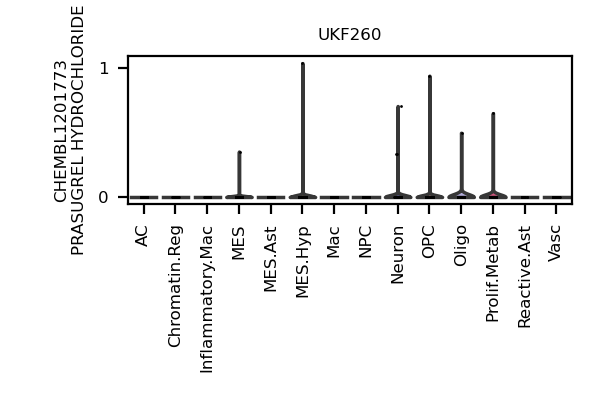 UKF260
CHEMBL1201773
PRASUGREL HYDROCHLORIDE
1
0
AC
Chromatin.Reg
Inflammatory.Mac
MES
MES.Ast
MES.Hyp
Mac
NPC
Neuron
OPC
Oligo
Prolif.Metab
Reactive.Ast
Vasc